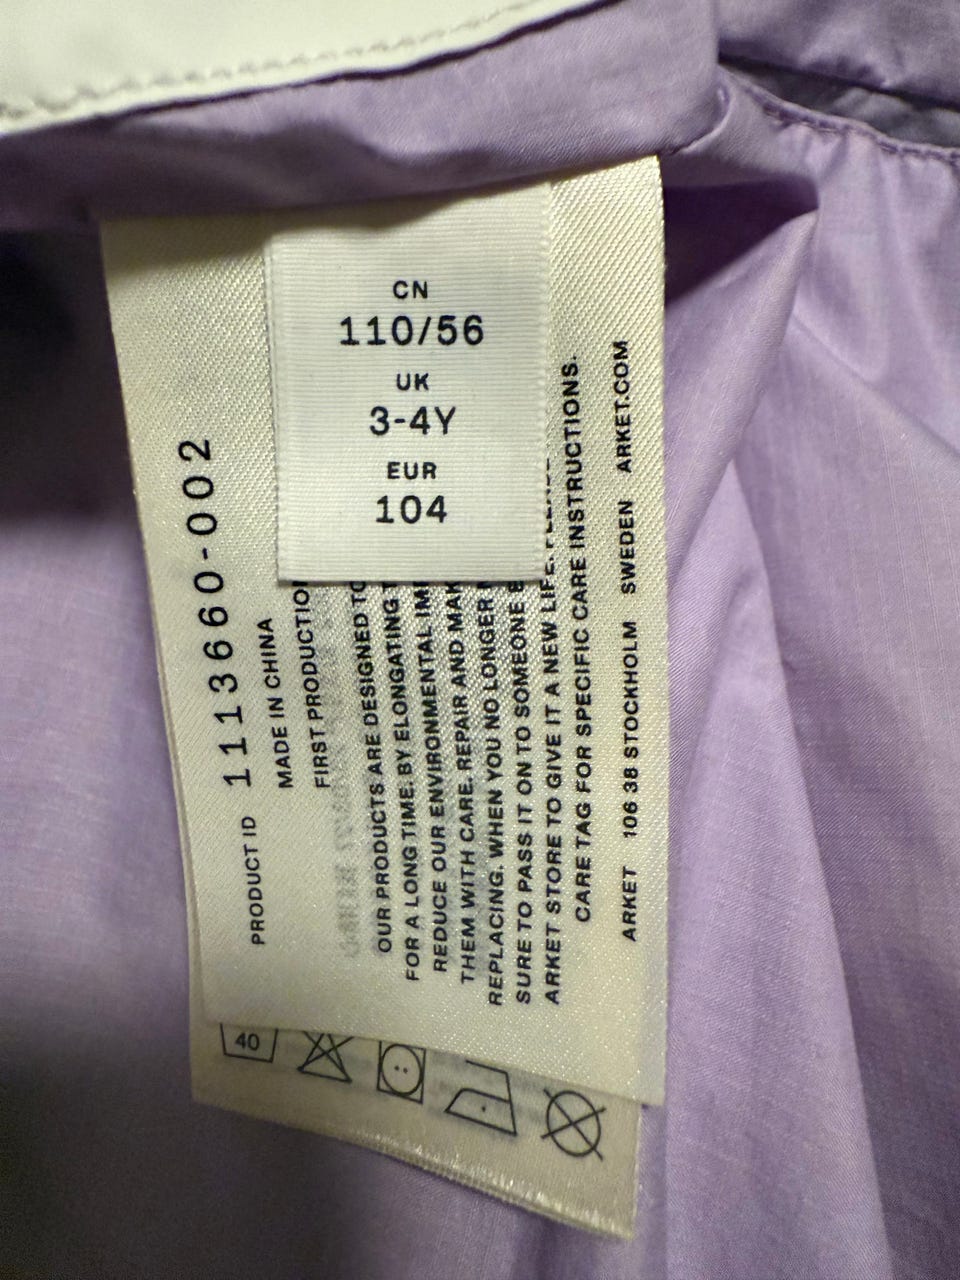 CN
110/56
UK
3-4Y
EUR
104
PRODUCT ID 1113660-002
MADE IN CHINA
FIRST PRODUCTION
OUR PRODUCTS ARE DESIGNED TO
FOR A LONG TIME. BY ELONGATING
REDUCE OUR ENVIRONMENTAL
THEM WITH CARE. REPAIR AND
REPLACING. WHEN YOU NO LONGER
SURE TO PASS IT ON TO SOMEONE
ARKET STORE TO GIVE IT A NEW LIFE.
CARE TAG FOR SPECIFIC CARE INSTRUCTIONS.
ARKET 106 38 STOCKHOLM SWEDEN ARKET.COM
40